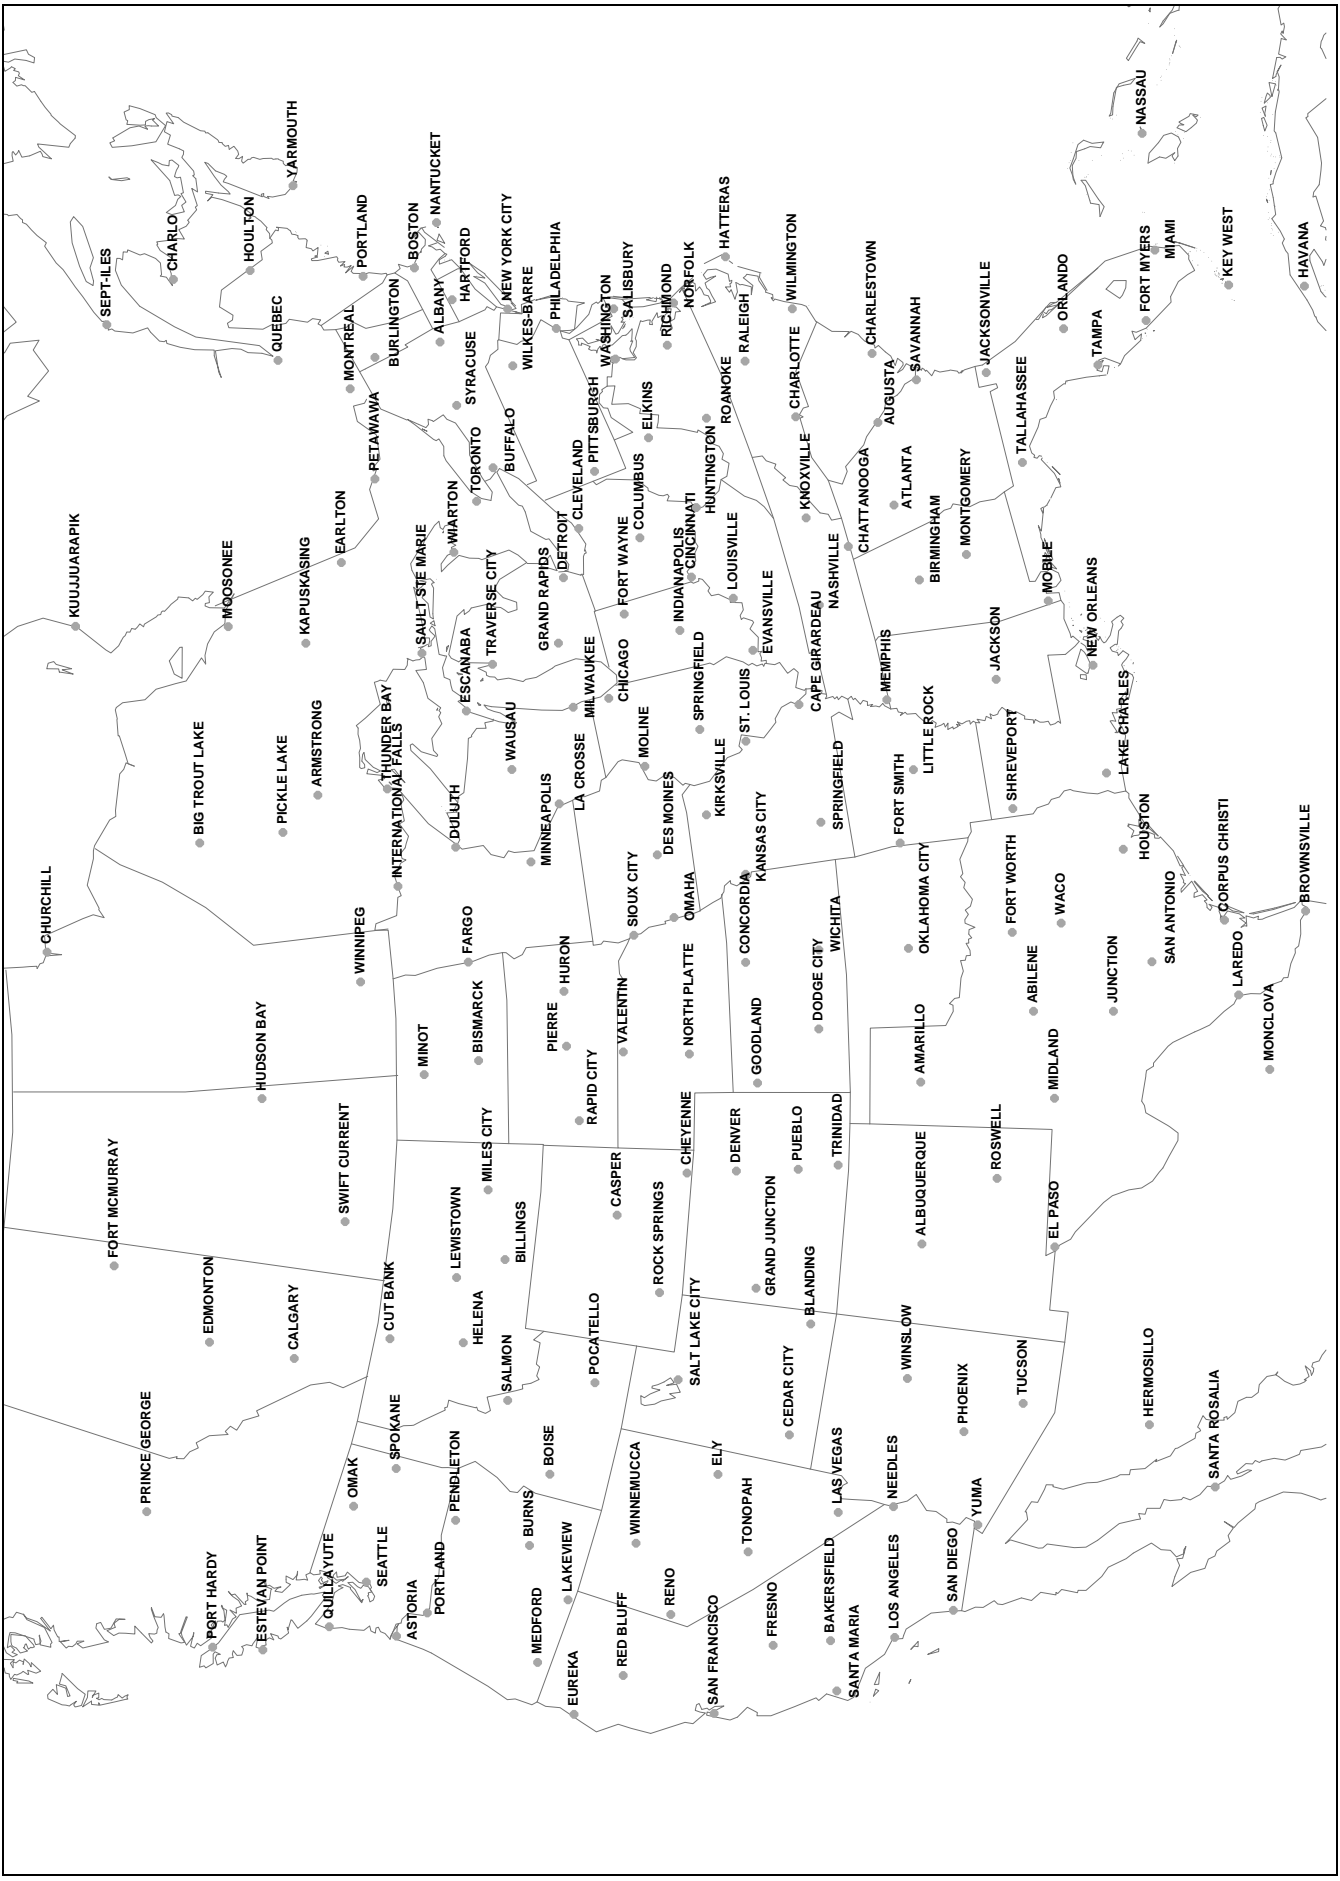 CHURCHILL
KUUJUARAPIK
SEPT-ILES
FORT MCMURRAY
PRINCE GEORGE
BIG TROUT LAKE
MOOSONEE
CHARLO
EDMONTON
PORT HARDY
HUDSON BAY
PICKLE LAKE
KAPUSKASING
QUEBEC
HOULTON
ESTEVAN POINT
CALGARY
ARMSTRONG
EARLTON
YARMOUTH
QUILLAYUTE
OMAK
SWIFT CURRENT
WINNIPEG
MONTREAL
PORTLAND
SEATTLE
SPOKANE
CUT BANK
INTERNATIONAL FALLS
THUNDER BAY
SAULT STE MARIE
PETAWAWA
BURLINGTON
BOSTON
NANTUCKET
ASTORIA
PORTLAND
PENDLETON
HELENA
LEWISTOWN
MINOT
FARGO
DULUTH
ESCANABA
WIARTON
TORONTO
SYRACUSE
ALBANY
HARTFORD
SALMON
MILES CITY
BILLINGS
BISMARCK
WAUSAU
TRAVERSE CITY
BUFFALO
WILKES-BARRE
NEW YORK CITY
MEDFORD
BURNS
BOISE
PIERRE
HURON
MINNEAPOLIS
LA CROSSE
GRAND RAPIDS
DETROIT
CLEVELAND
PHILADELPHIA
EUREKA
LAKEVIEW
POCATELLO
RAPID CITY
MILWAUKEE
PITTSBURGH
WASHINGTON
SALISBURY
RED BLUFF
WINNEMUCCA
CASPER
VALENTIN
SIOUX CITY
MOLINE
CHICAGO
FORT WAYNE
COLUMBUS
ELKINS
RICHMOND
NORFOLK
RENO
ROCK SPRINGS
CHEYENNE
NORTH PLATTE
OMAHA
DES MOINES
INDIANAPOLIS
CINCINNATI
HUNTINGTON
ROANOKE
HATTERAS
SAN FRANCISCO
ELY
SALT LAKE CITY
DENVER
SPRINGFIELD
KIRKSVILLE
LOUISVILLE
RALEIGH
TONOPAH
GRAND JUNCTION
GOODLAND
CONCORDIA
KANSAS CITY
ST. LOUIS
EVANSVILLE
FRESNO
CEDAR CITY
BLANDING
PUEBLO
DODGE CITY
WICHITA
SPRINGFIELD
CAPE GIRARDEAU
NASHVILLE
KNOXVILLE
CHARLOTTE
WILMINGTON
BAKERSFIELD
SANTA MARIA
LAS VEGAS
TRINIDAD
CHATTANOOGA
CHARLESTOWN
LOS ANGELES
NEEDLES
WINSLOW
ALBUQUERQUE
AMARILLO
OKLAHOMA CITY
FORT SMITH
LITTLE ROCK
MEMPHIS
BIRMINGHAM
ATLANTA
AUGUSTA
SAVANNAH
SAN DIEGO
YUMA
PHOENIX
ROSWELL
JACKSON
MONTGOMERY
JACKSONVILLE
TUCSON
EL PASO
MIDLAND
ABILENE
FORT WORTH
WACO
SHREVEPORT
MOBILE
TALLAHASSEE
ORLANDO
JUNCTION
SAN ANTONIO
HOUSTON
LAKE CHARLES
NEW ORLEANS
TAMPA
FORT MYERS
MIAMI
NASSAU
HERMOSILLO
SANTA ROSALIA
LAREDO
CORPUS CHRISTI
KEY WEST
MONCLOVA
BROWNSVILLE
HAVANA